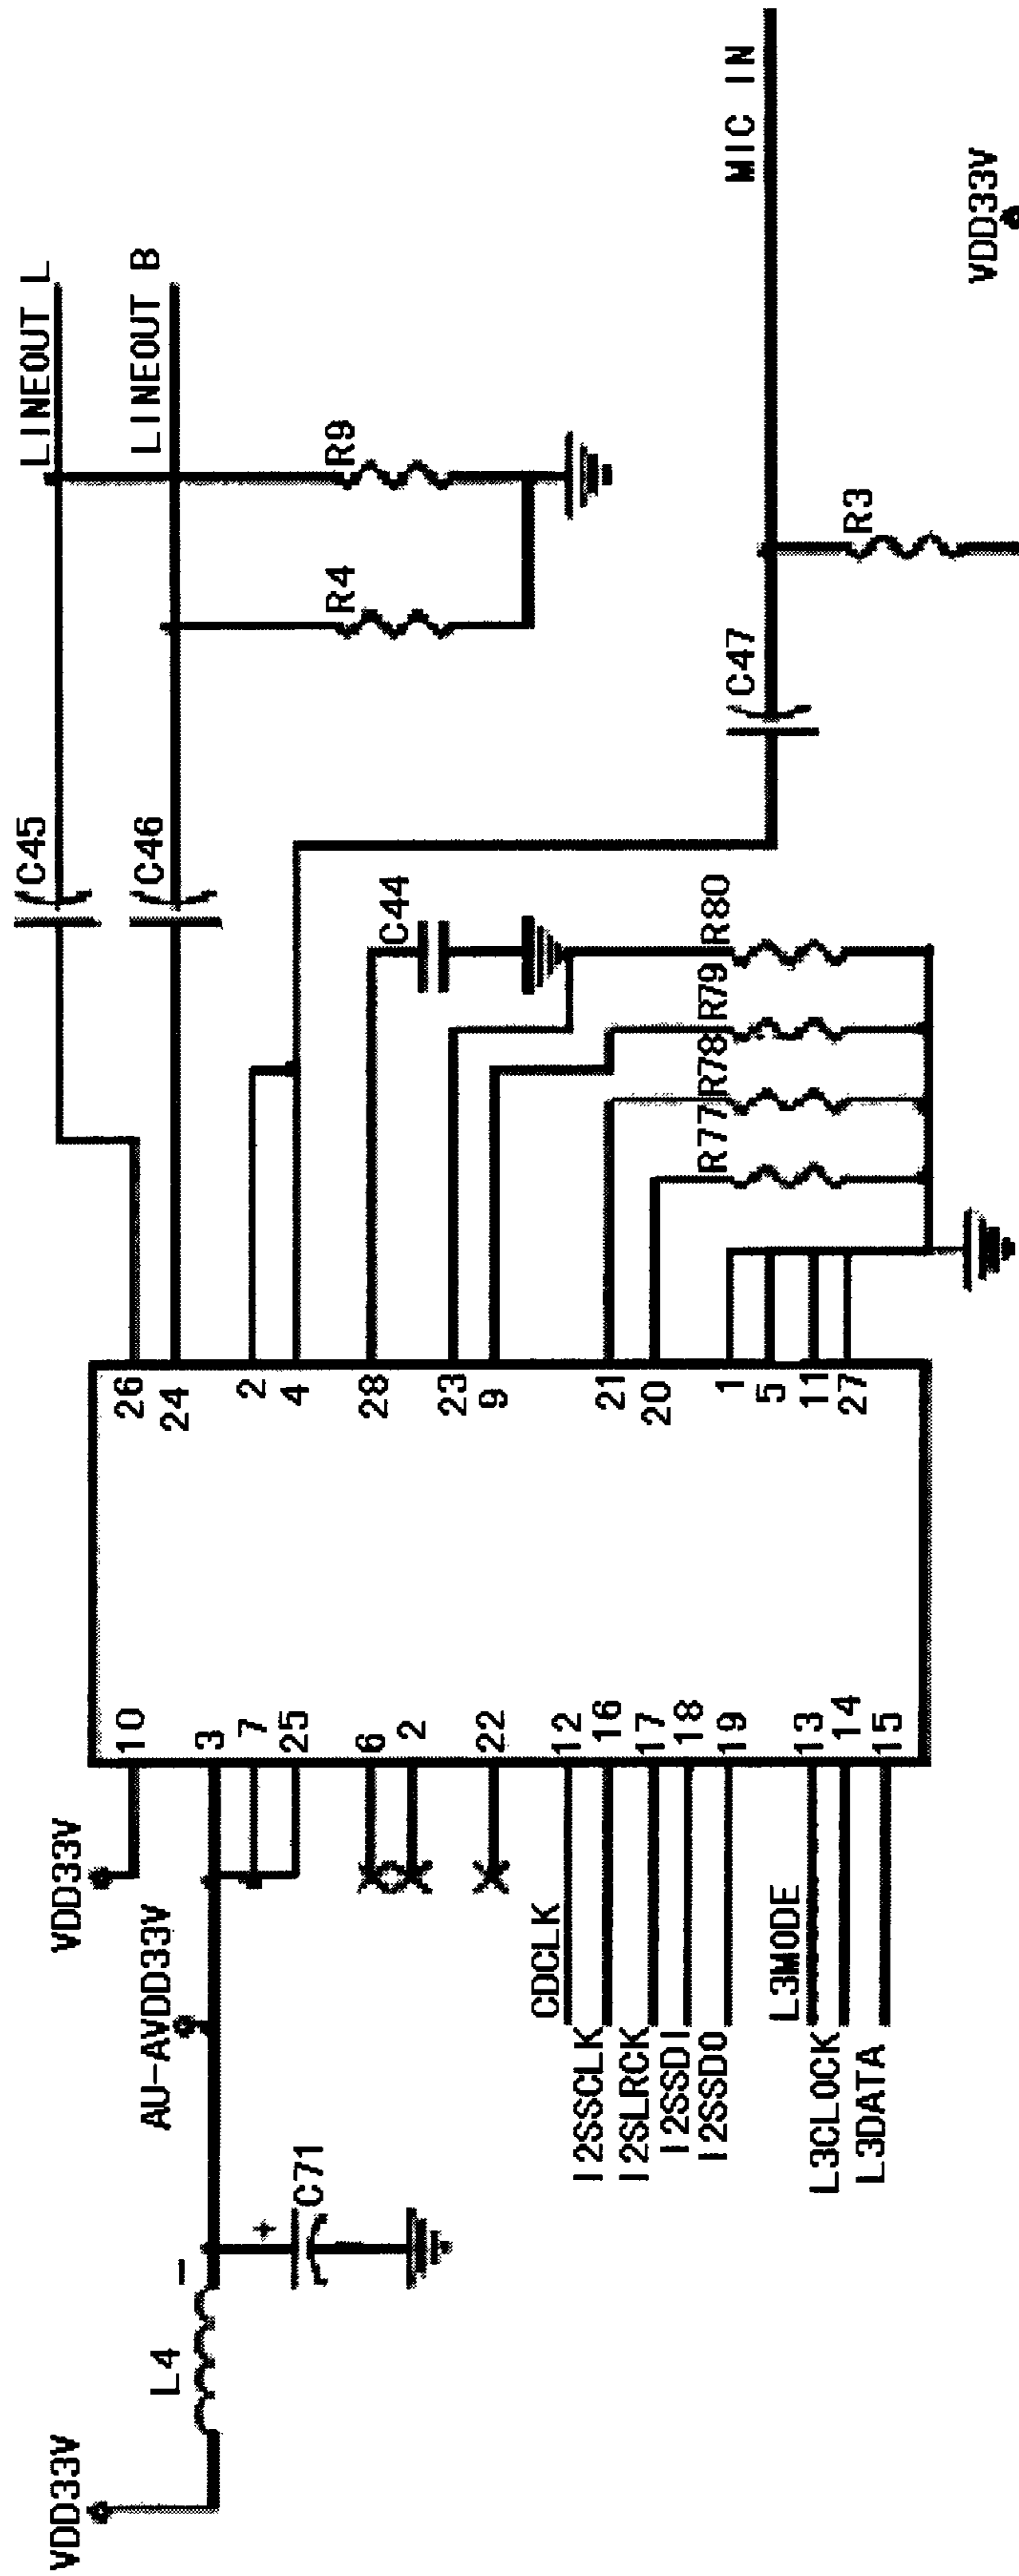 VDD33V
L4
-
+
C71
AU-AVDD33V
VDD33V
10
3
7
25
6
2
22
CDCLK
12
I2SSCLK
16
I2SLRCK
17
I2SSDI
18
I2SSDO
19
L3MODE
13
L3CLOCK
14
L3DATA
15
26
24
2
4
28
23
9
21
20
1
5
11
27
C45
LINEOUT L
C46
LINEOUT B
R4
R9
C44
R77
R78
R79
R80
C47
MIC IN
R3
VDD33V